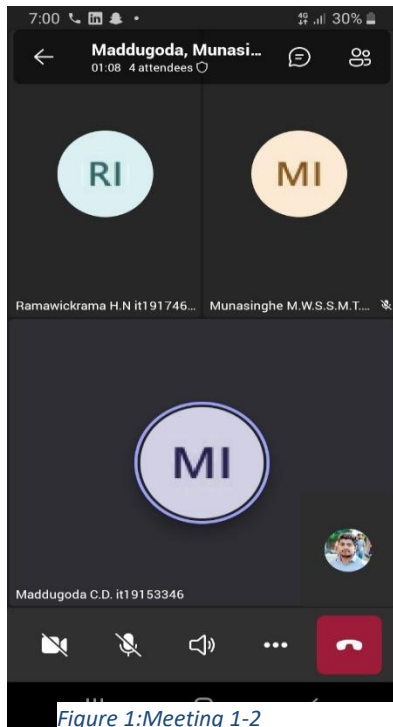 7:00 30%
Maddugoda, Munasi...
01:08 4 attendees
RI
MI
Ramawickrama H.N it191746...
Munasinghe M.W.S.S.M.T....
MI
Maddugoda C.D. it19153346
Figure 1:Meeting 1-2